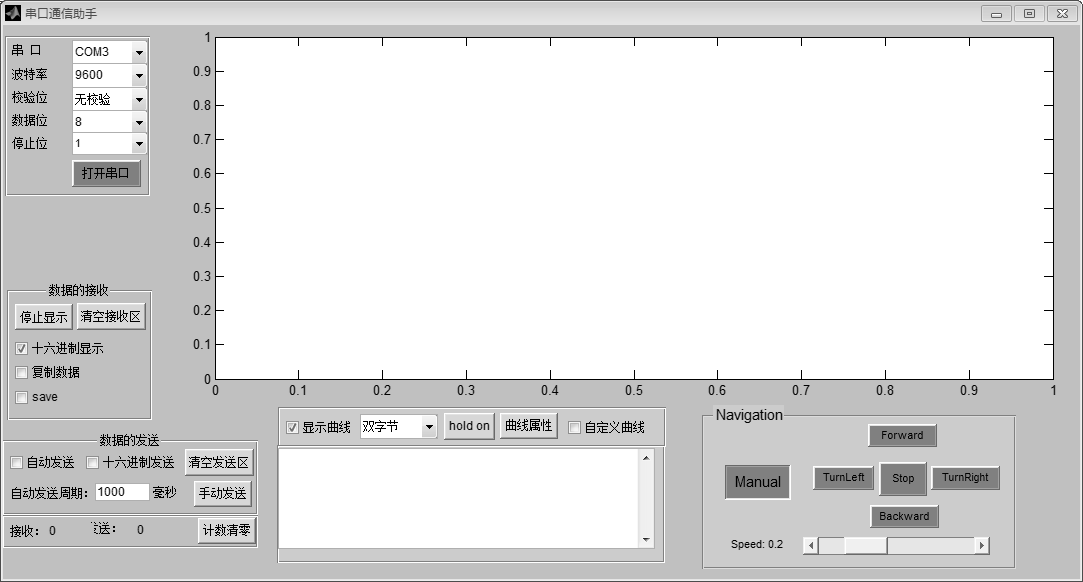 串口通信助手
串 口 COM3
波特率 9600
校验位 无校验
数据位 8
停止位 1
打开串口
1
0.9
0.8
0.7
0.6
0.5
0.4
0.3
0.2
0.1
0
0 0.1 0.2 0.3 0.4 0.5 0.6 0.7 0.8 0.9 1
数据的接收
停止显示 清空接收区
十六进制显示
复制数据
save
数据的发送
自动发送 十六进制发送 清空发送区
自动发送周期: 1000 毫秒 手动发送
接收: 0 送: 0 计数清零
显示曲线 双字节 hold on 曲线属性 自定义曲线
Navigation
Forward
Manual TurnLeft Stop TurnRight
Backward
Speed: 0.2